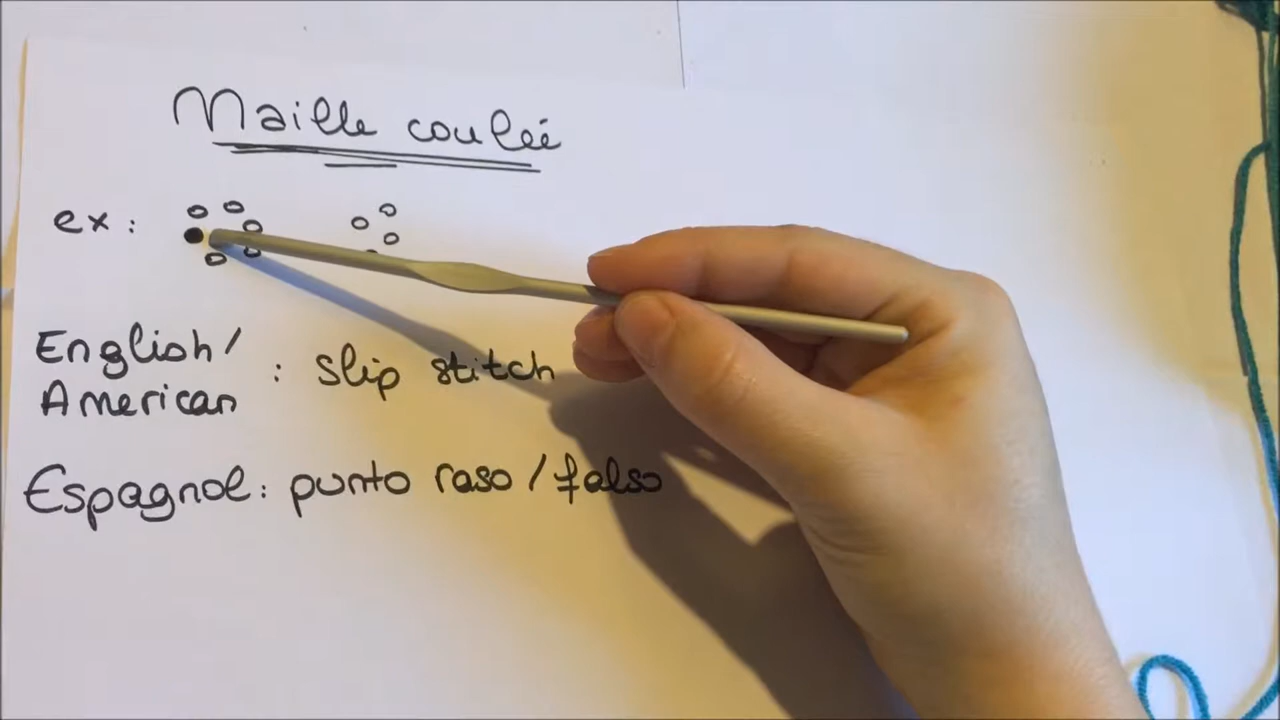 Maille coulée
ex :
English/
American : slip stitch
Espagnol : punto raso / falso